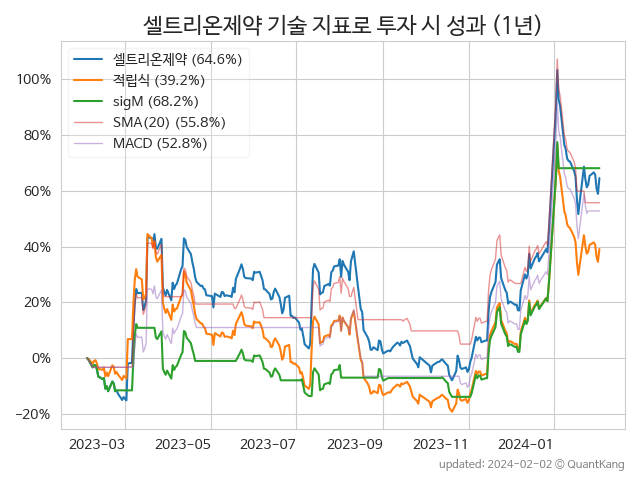 셀트리온제약 기술 지표로 투자 시 성과 (1년)
셀트리온제약 (64.6%)
적립식 (39.2%)
sigM (68.2%)
SMA(20) (55.8%)
MACD (52.8%)
100%
80%
60%
40%
20%
0%
−20%
2023−03 2023−05 2023−07 2023−09 2023−11 2024−01
updated: 2024−02−02 © QuantKang